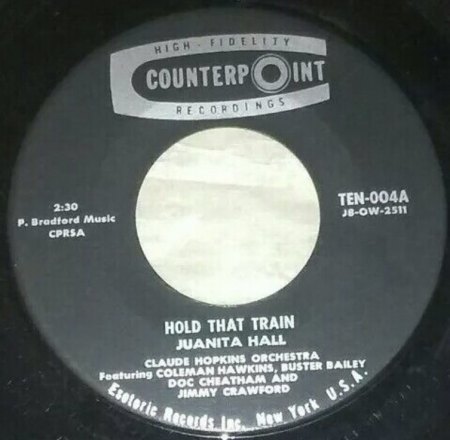 HIGH-FIDELITY
COUNTERPOINT
RECORDINGS
2:30
P. Bradford Music
CPRSA
TEN-004A
JB-OW-2511
HOLD THAT TRAIN
JUANITA HALL
CLAUDE HOPKINS ORCHESTRA
Featuring COLEMAN HAWKINS, BUSTER BAILEY
DOC CHEATHAM AND
JIMMY CRAWFORD
Esoteric Records Inc., New York U.S.A.